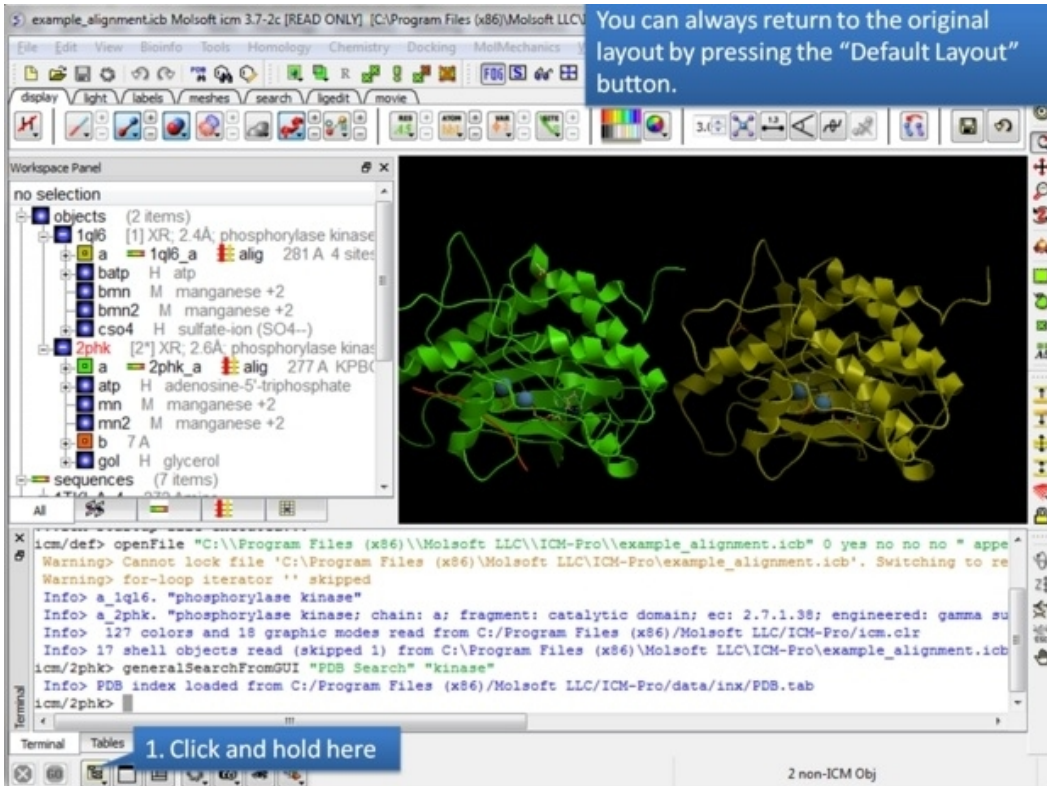 example_alignment.icb Molsoft icm 3.7-2c [READ ONLY] [C:\Program Files (x86)\Molsoft LLC\
You can always return to the original
layout by pressing the “Default Layout”
button.
File Edit View Bioinfo Tools Homology Chemistry Docking MolMechanics
R FOG S
display light labels meshes search ligedit movie
RES ATOM VAR SITE
Workspace Panel
no selection
objects (2 items)
1ql6 [1] XR; 2.4Å; phosphorylase kinase
a 1ql6_a alig 281 A 4 sites
batp H atp
bmn M manganese +2
bmn2 M manganese +2
cso4 H sulfate-ion (SO4--)
2phk [2*] XR; 2.6Å; phosphorylase kinas
a 2phk_a alig 277 A KPB
atp H adenosine-5'-triphosphate
mn M manganese +2
mn2 M manganese +2
b 7 A
gol H glycerol
sequences (7 items)
All
icm/def> openFile "C:\\Program Files (x86)\\Molsoft LLC\\ICM-Pro\\example_alignment.icb" 0 yes no no no " appe
Warning> Cannot lock file 'C:\Program Files (x86)\Molsoft LLC\ICM-Pro\example_alignment.icb'. Switching to re
Warning> for-loop iterator '' skipped
Info> a_1ql6. "phosphorylase kinase"
Info> a_2phk. "phosphorylase kinase; chain: a; fragment: catalytic domain; ec: 2.7.1.38; engineered: gamma su
Info> 127 colors and 18 graphic modes read from C:/Program Files (x86)/Molsoft LLC/ICM-Pro/icm.clr
Info> 17 shell objects read (skipped 1) from C:\Program Files (x86)\Molsoft LLC\ICM-Pro\example_alignment.icb
icm/2phk> generalSearchFromGUI "PDB Search" "kinase"
Info> PDB index loaded from C:/Program Files (x86)/Molsoft LLC/ICM-Pro/data/inx/PDB.tab
icm/2phk>
Terminal
Terminal Tables
1. Click and hold here
GO
2 non-ICM Obj